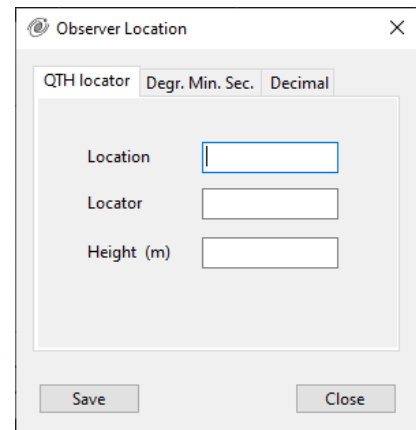 Observer Location
QTH locator Degr. Min. Sec. Decimal
Location
Locator
Height (m)
Save Close